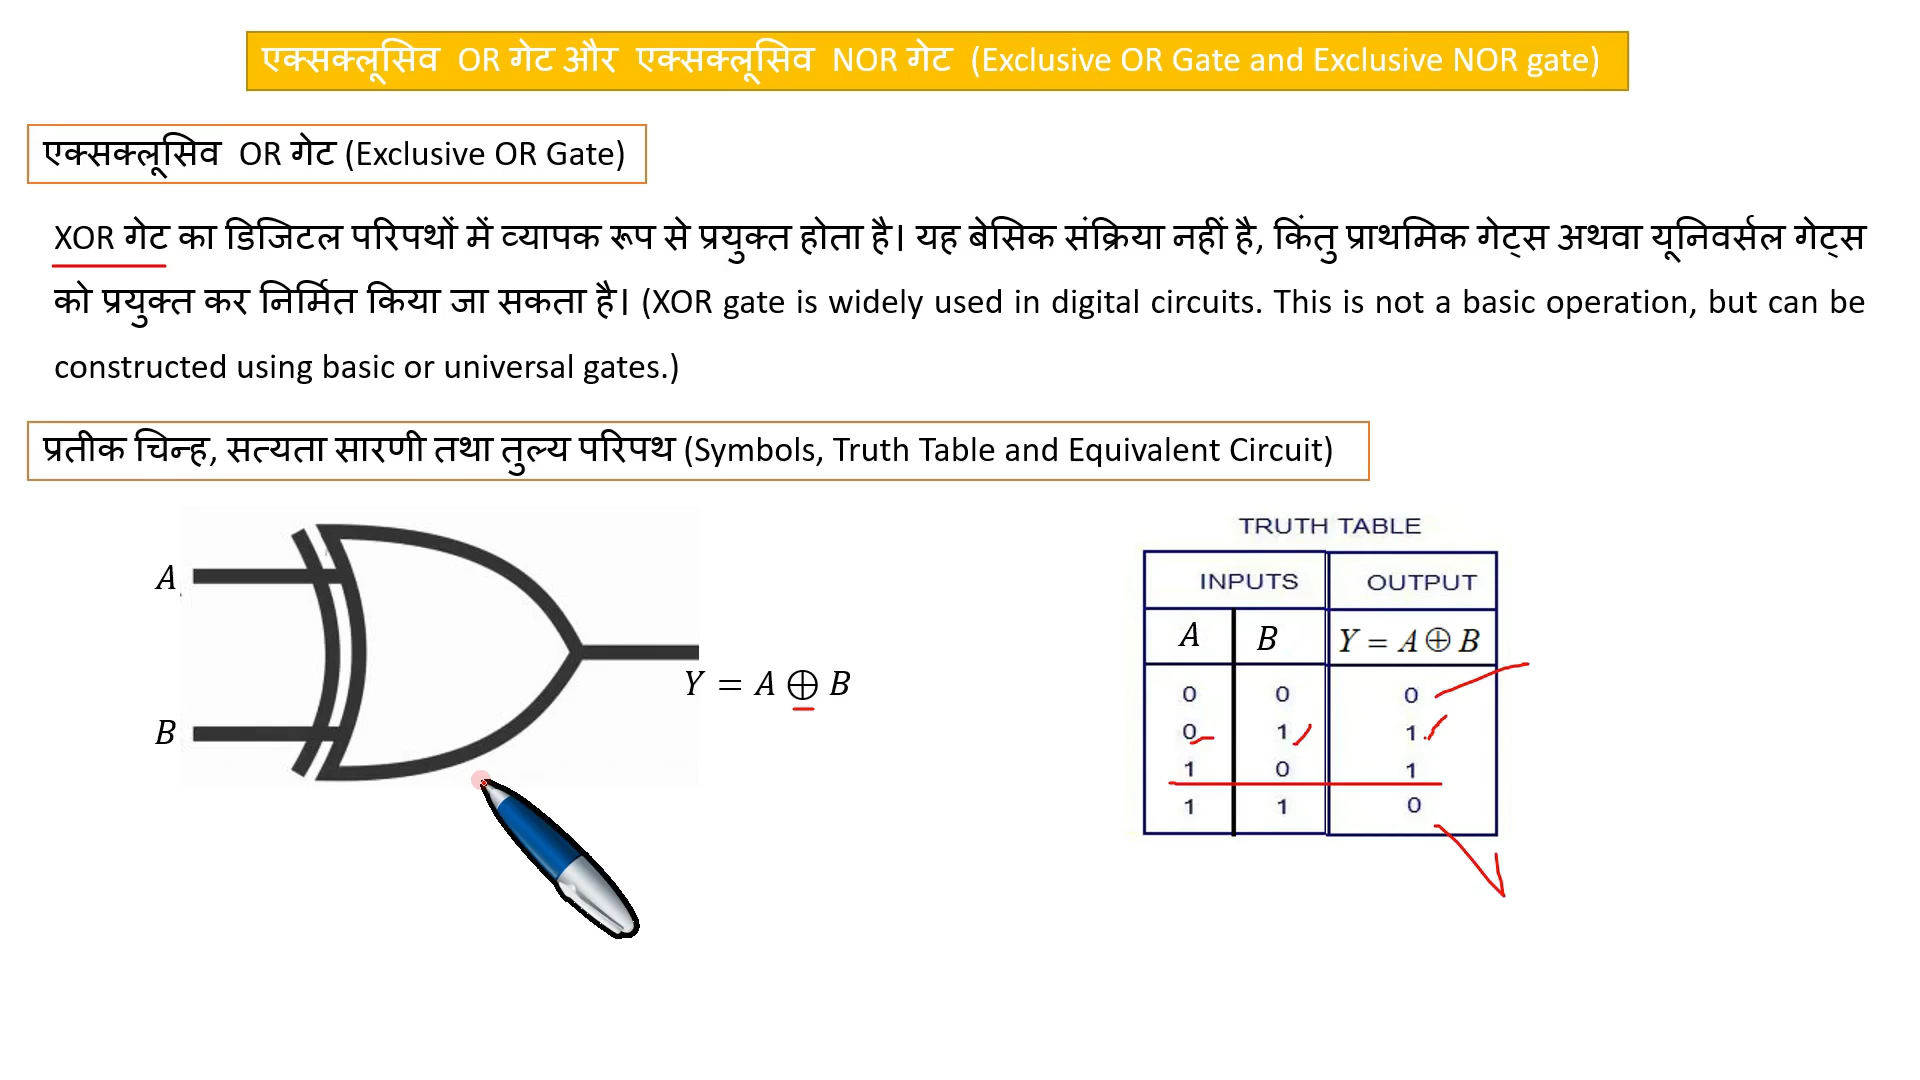 एक्सक्लूसिव OR गेट और एक्सक्लूसिव NOR गेट (Exclusive OR Gate and Exclusive NOR gate)
एक्सक्लूसिव OR गेट (Exclusive OR Gate)
XOR गेट का डिजिटल परिपथों में व्यापक रूप से प्रयुक्त होता है। यह बेसिक संक्रिया नहीं है, किंतु प्राथमिक गेट्स अथवा यूनिवर्सल गेट्स
को प्रयुक्त कर निर्मित किया जा सकता है। (XOR gate is widely used in digital circuits. This is not a basic operation, but can be
constructed using basic or universal gates.)
प्रतीक चिन्ह, सत्यता सारणी तथा तुल्य परिपथ (Symbols, Truth Table and Equivalent Circuit)
A
B
Y = A ⊕ B
TRUTH TABLE
INPUTS OUTPUT
A B Y = A ⊕ B
0 0 0
0 1 1
1 0 1
1 1 0